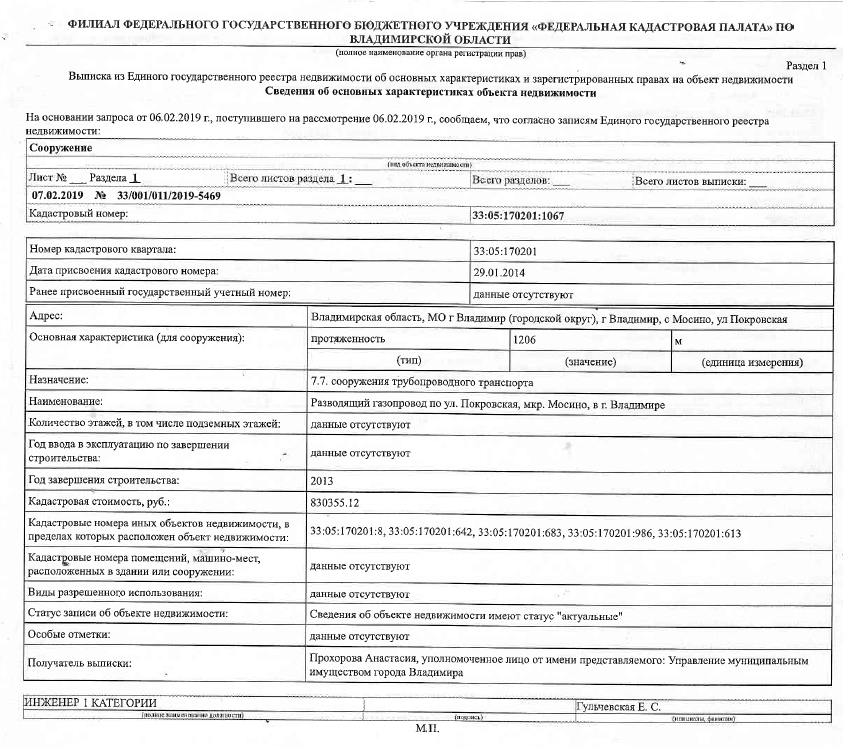 ФИЛИАЛ ФЕДЕРАЛЬНОГО ГОСУДАРСТВЕННОГО БЮДЖЕТНОГО УЧРЕЖДЕНИЯ «ФЕДЕРАЛЬНАЯ КАДАСТРОВАЯ ПАЛАТА» ПО
ВЛАДИМИРСКОЙ ОБЛАСТИ
(полное наименование органа регистрации прав)
Раздел 1
Выписка из Единого государственного реестра недвижимости об основных характеристиках и зарегистрированных правах на объект недвижимости
Сведения об основных характеристиках объекта недвижимости
На основании запроса от 06.02.2019 г., поступившего на рассмотрение 06.02.2019 г., сообщаем, что согласно записям Единого государственного реестра
недвижимости:
Сооружение
(вид объекта недвижимости)
Лист № ___ Раздела 1 Всего листов раздела 1 : ___ Всего разделов: ___ Всего листов выписки: ___
07.02.2019 № 33/001/011/2019-5469
Кадастровый номер: 33:05:170201:1067
Номер кадастрового квартала: 33:05:170201
Дата присвоения кадастрового номера: 29.01.2014
Ранее присвоенный государственный учетный номер: данные отсутствуют
Адрес: Владимирская область, МО г Владимир (городской округ), г Владимир, с Мосино, ул Покровская
Основная характеристика (для сооружения): протяженность 1206 м
(тип) (значение) (единица измерения)
Назначение: 7.7. сооружения трубопроводного транспорта
Наименование: Разводящий газопровод по ул. Покровская, мкр. Мосино, в г. Владимире
Количество этажей, в том числе подземных этажей: данные отсутствуют
Год ввода в эксплуатацию по завершении
строительства: данные отсутствуют
Год завершения строительства: 2013
Кадастровая стоимость, руб.: 830355.12
Кадастровые номера иных объектов недвижимости, в
пределах которых расположен объект недвижимости: 33:05:170201:8, 33:05:170201:642, 33:05:170201:683, 33:05:170201:986, 33:05:170201:613
Кадастровые номера помещений, машино-мест,
расположенных в здании или сооружении: данные отсутствуют
Виды разрешенного использования: данные отсутствуют
Статус записи об объекте недвижимости: Сведения об объекте недвижимости имеют статус "актуальные"
Особые отметки: данные отсутствуют
Получатель выписки: Прохорова Анастасия, уполномоченное лицо от имени представляемого: Управление муниципальным
имуществом города Владимира
ИНЖЕНЕР 1 КАТЕГОРИИ Гульчевская Е. С.
(полное наименование должности) (подпись) (инициалы, фамилия)
М.П.